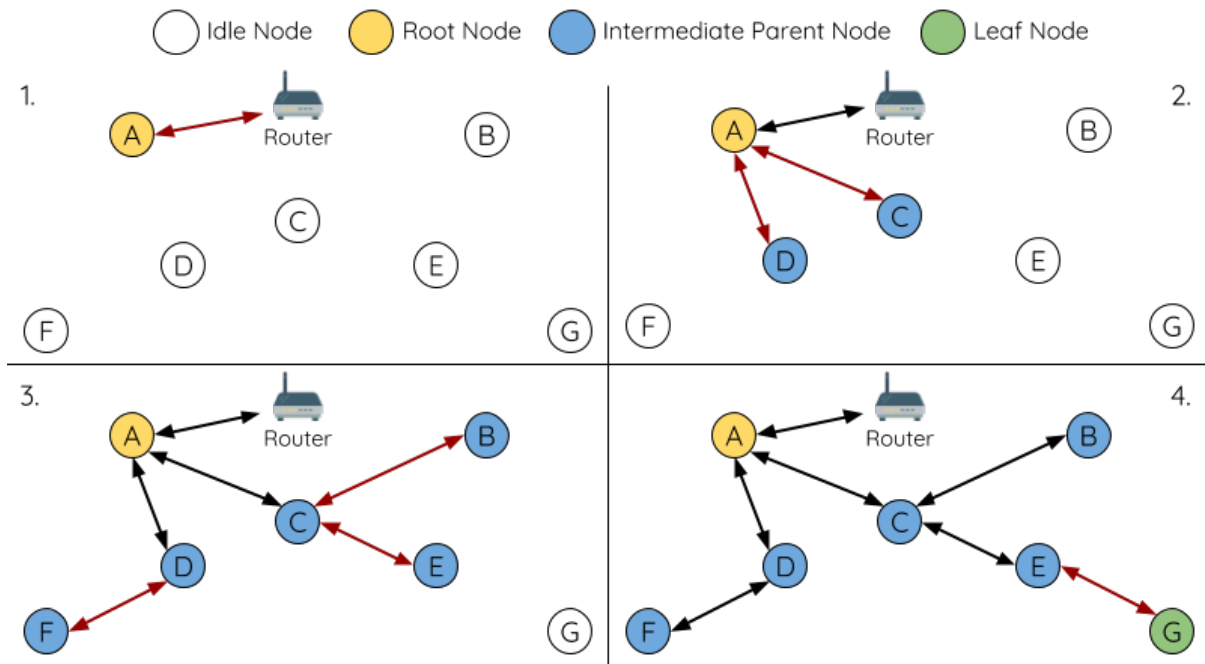 Idle Node Root Node Intermediate Parent Node Leaf Node
1.
A
Router
B
C
D
E
F
G
2.
A
Router
B
C
D
E
F
G
3.
A
Router
B
C
D
E
F
G
4.
A
Router
B
C
D
E
F
G